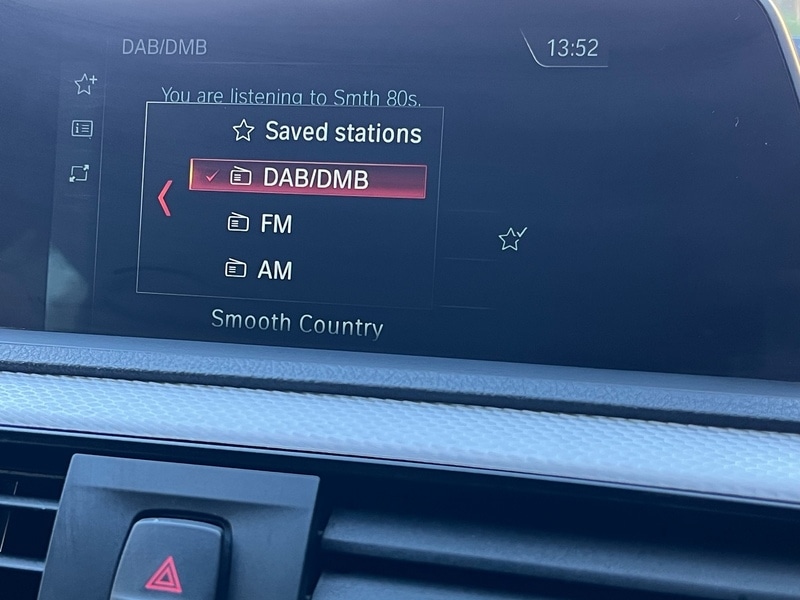 DAB/DMB
13:52
You are listening to Smth 80s.
Saved stations
DAB/DMB
FM
AM
Smooth Country